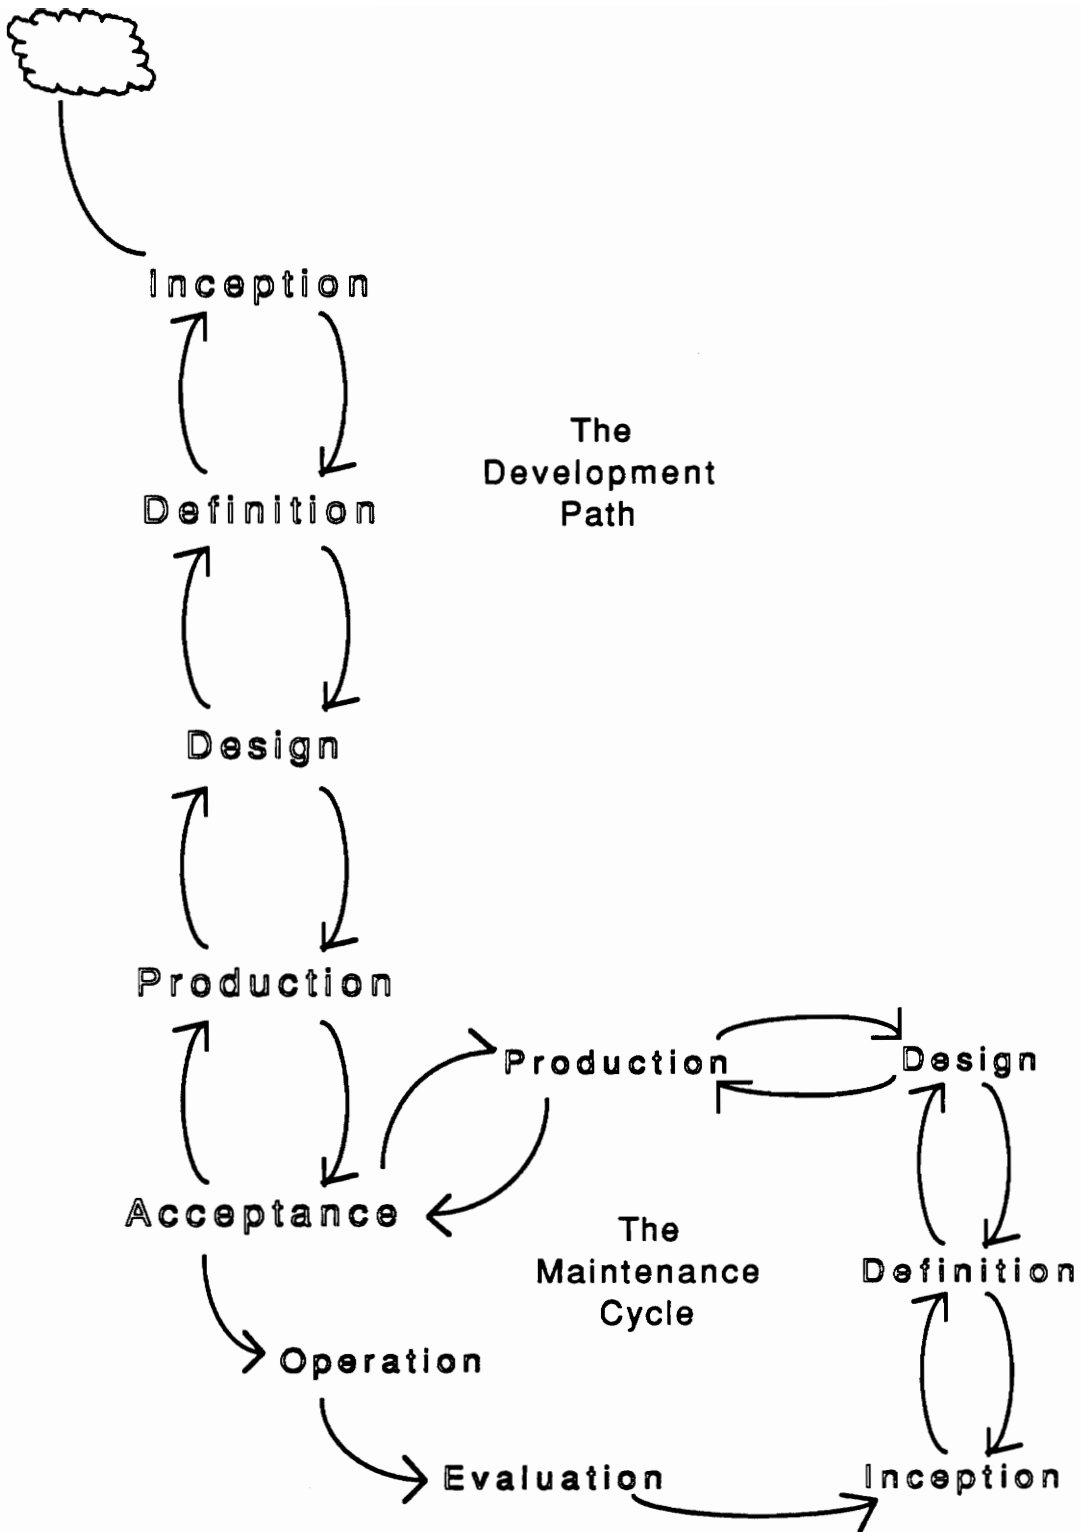 Inception
The
Development
Path
Definition
Design
Production
Production
Design
Acceptance
The
Maintenance
Cycle
Definition
Operation
Evaluation
Inception